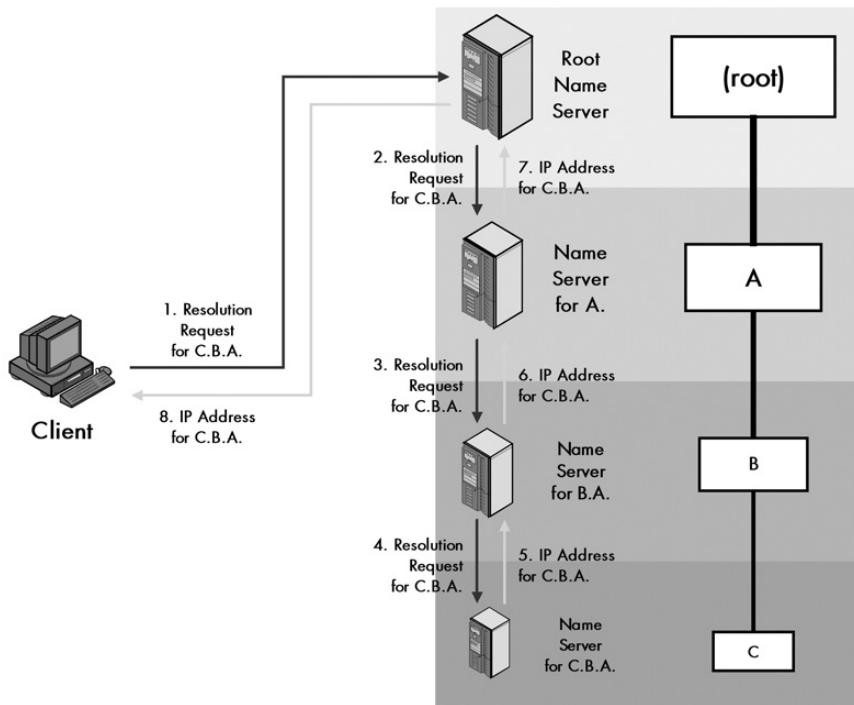 Root
Name
Server
(root)
2. Resolution
Request
for C.B.A.
7. IP Address
for C.B.A.
Name
Server
for A.
A
1. Resolution
Request
for C.B.A.
3. Resolution
Request
for C.B.A.
6. IP Address
for C.B.A.
Client
8. IP Address
for C.B.A.
Name
Server
for B.A.
B
4. Resolution
Request
for C.B.A.
5. IP Address
for C.B.A.
Name
Server
for C.B.A.
C